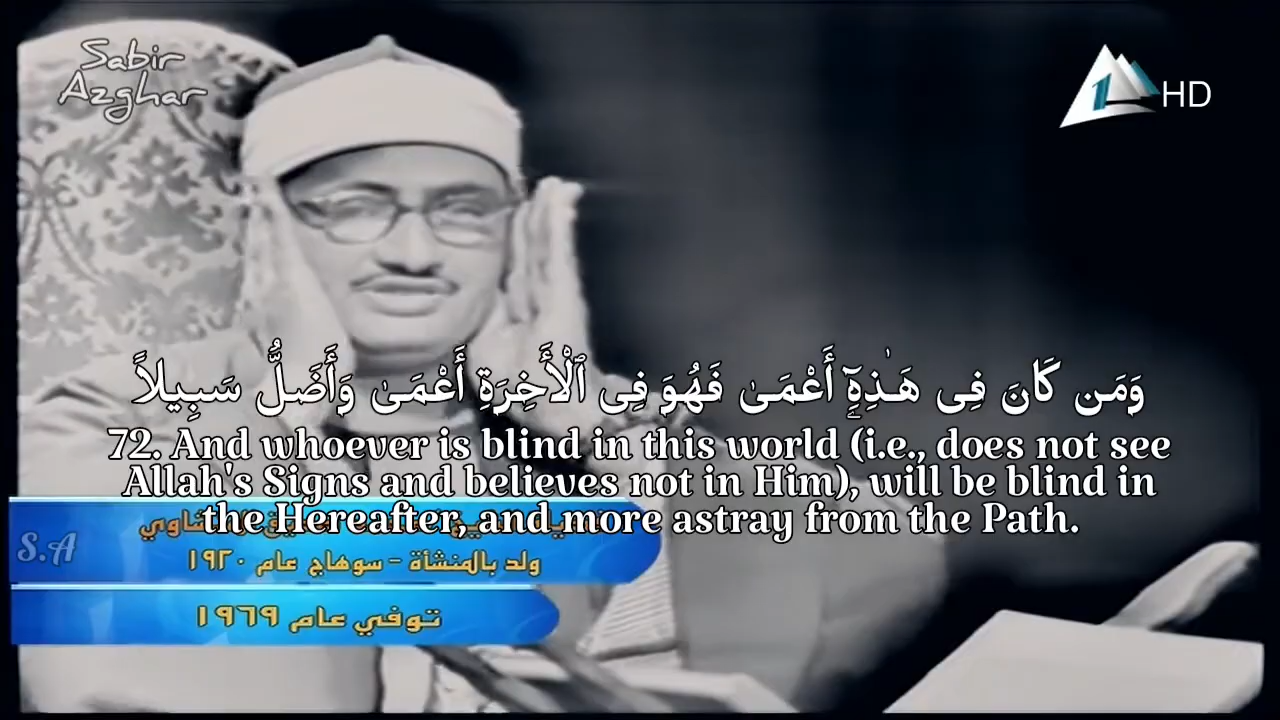 Sabir
Azghar
1 HD
وَمَن كَانَ فِى هَـٰذِهِۦٓ أَعْمَىٰ فَهُوَ فِى ٱلْأَخِرَةِ أَعْمَىٰ وَأَضَلُّ سَبِيلاً
72. And whoever is blind in this world (i.e., does not see
Allah's Signs and believes not in Him), will be blind in
the Hereafter, and more astray from the Path.
S.A
ولد بالمنشأة - سوهاج عام ١٩٢٠
توفي عام ١٩٦٩